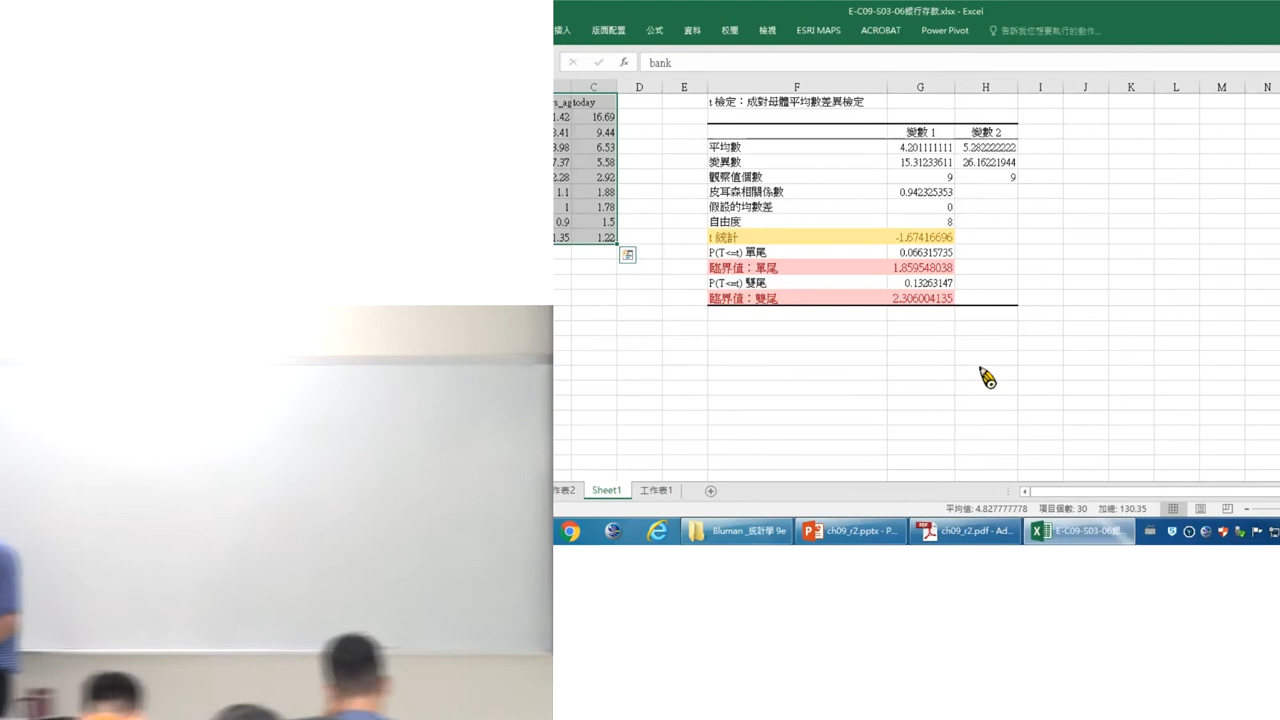 E-C09-S03-06銀行存款.xlsx - Excel
插入 版面配置 公式 資料 校閱 檢視 ESRI MAPS ACROBAT Power Pivot 告訴我您想要執行的動作...
fx bank
C D E F G H I J K L M N
s_ag today t 檢定：成對母體平均數差異檢定
1.42 16.69
3.41 9.44 變數 1 變數 2
3.98 6.53 平均數 4.201111111 5.282222222
7.37 5.58 變異數 15.31233611 26.16221944
2.28 2.92 觀察值個數 9 9
1.1 1.88 皮耳森相關係數 0.942325353
1 1.78 假設的均數差 0
0.9 1.5 自由度 8
1.35 1.22 t 統計 -1.67416696
P(T<=t) 單尾 0.066315735
臨界值：單尾 1.859548038
P(T<=t) 雙尾 0.13263147
臨界值：雙尾 2.306004135
作表2 Sheet1 工作表1
平均值: 4.827777778 項目個數: 30 加總: 130.35
Bluman _統計學 9e ch09_r2.pptx - P... ch09_r2.pdf - Ad... E-C09-S03-06銀...